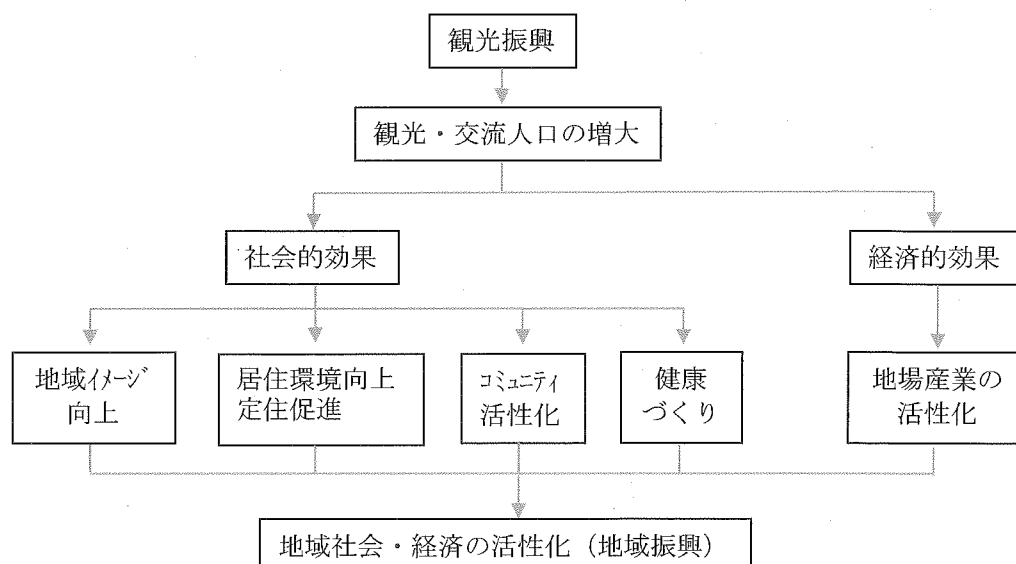 観光振興
観光・交流人口の増大
社会的効果
経済的効果
地域ｲﾒｰｼﾞ
向上
居住環境向上
定住促進
ｺﾐｭﾆﾃｨ
活性化
健康
づくり
地場産業の
活性化
地域社会・経済の活性化（地域振興）